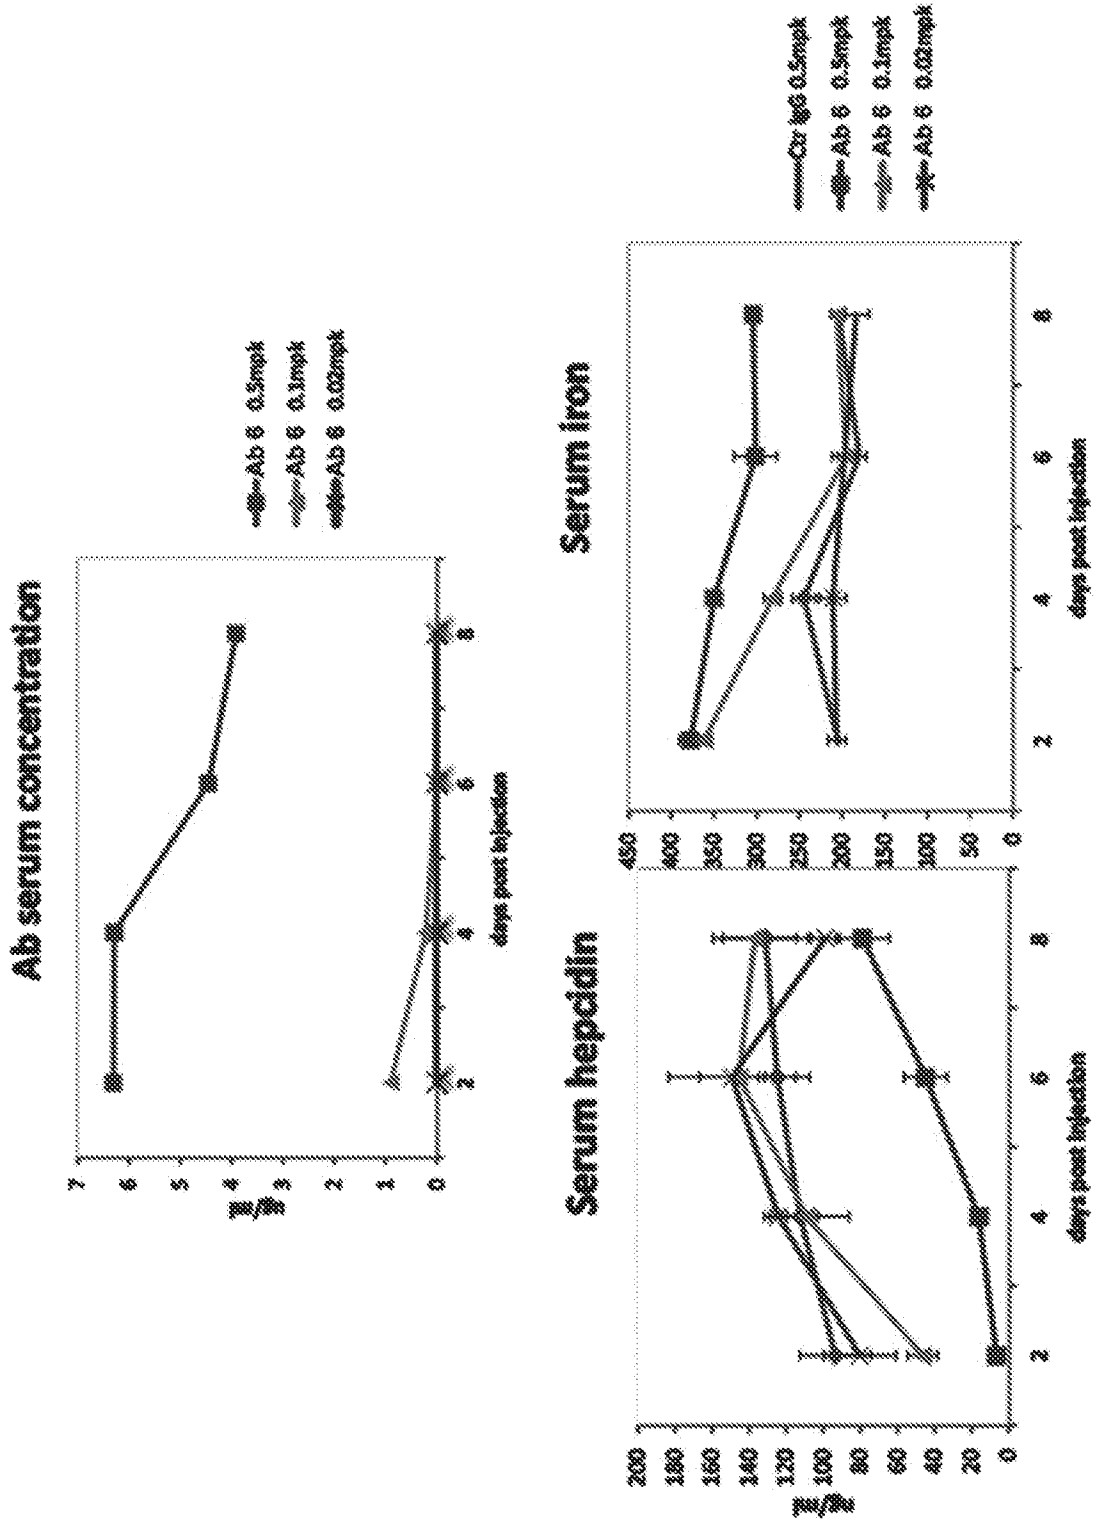 Ab serum concentration
7
6
5
4
3
2
1
0
ug/ml
2
4
6
8
days post injection
Ab 6 0.5mpk
Ab 6 0.1mpk
Ab 6 0.02mpk
Serum hepcidin
200
180
160
140
120
100
80
60
40
20
0
ng/ml
2
4
6
8
days post injection
Serum iron
450
400
350
300
250
200
150
100
50
0
2
4
6
8
days post injection
Ctr IgG 0.5mpk
Ab 6 0.5mpk
Ab 6 0.1mpk
Ab 6 0.02mpk